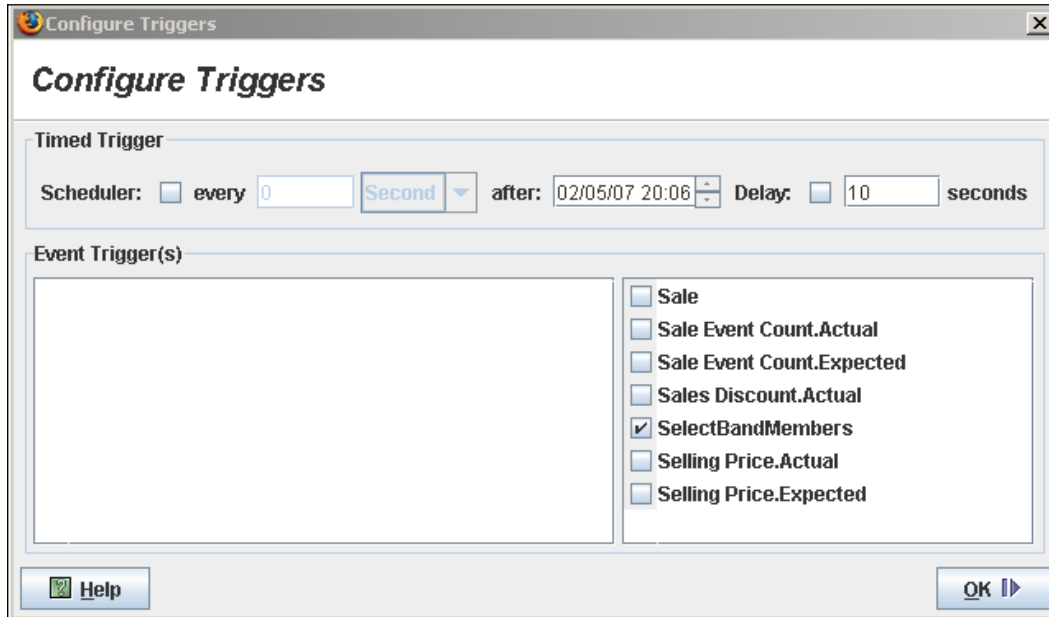 Configure Triggers
Configure Triggers
Timed Trigger
Scheduler: every 0 Second after: 02/05/07 20:06 Delay: 10 seconds
Event Trigger(s)
Sale
Sale Event Count.Actual
Sale Event Count.Expected
Sales Discount.Actual
SelectBandMembers
Selling Price.Actual
Selling Price.Expected
Help
OK